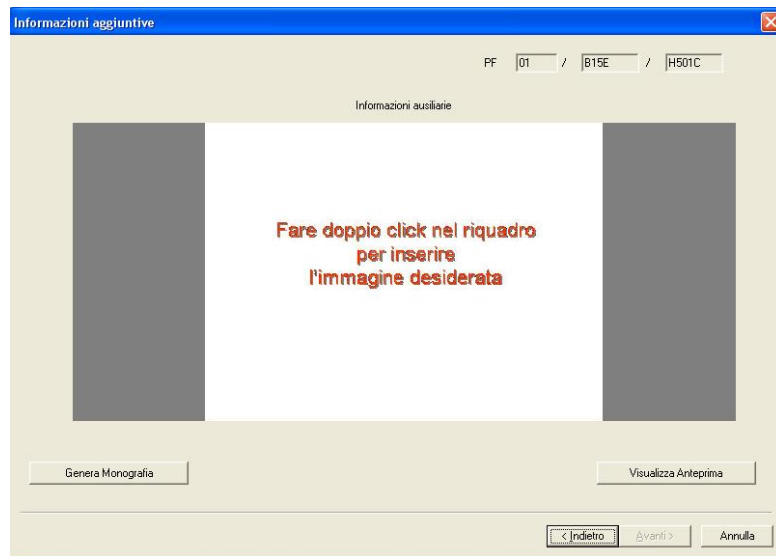 Informazioni aggiuntive
PF 01 / B15E / H501C
Informazioni ausiliarie
Fare doppio click nel riquadro
per inserire
l'immagine desiderata
Genera Monografia Visualizza Anteprima
< Indietro Avanti > Annulla